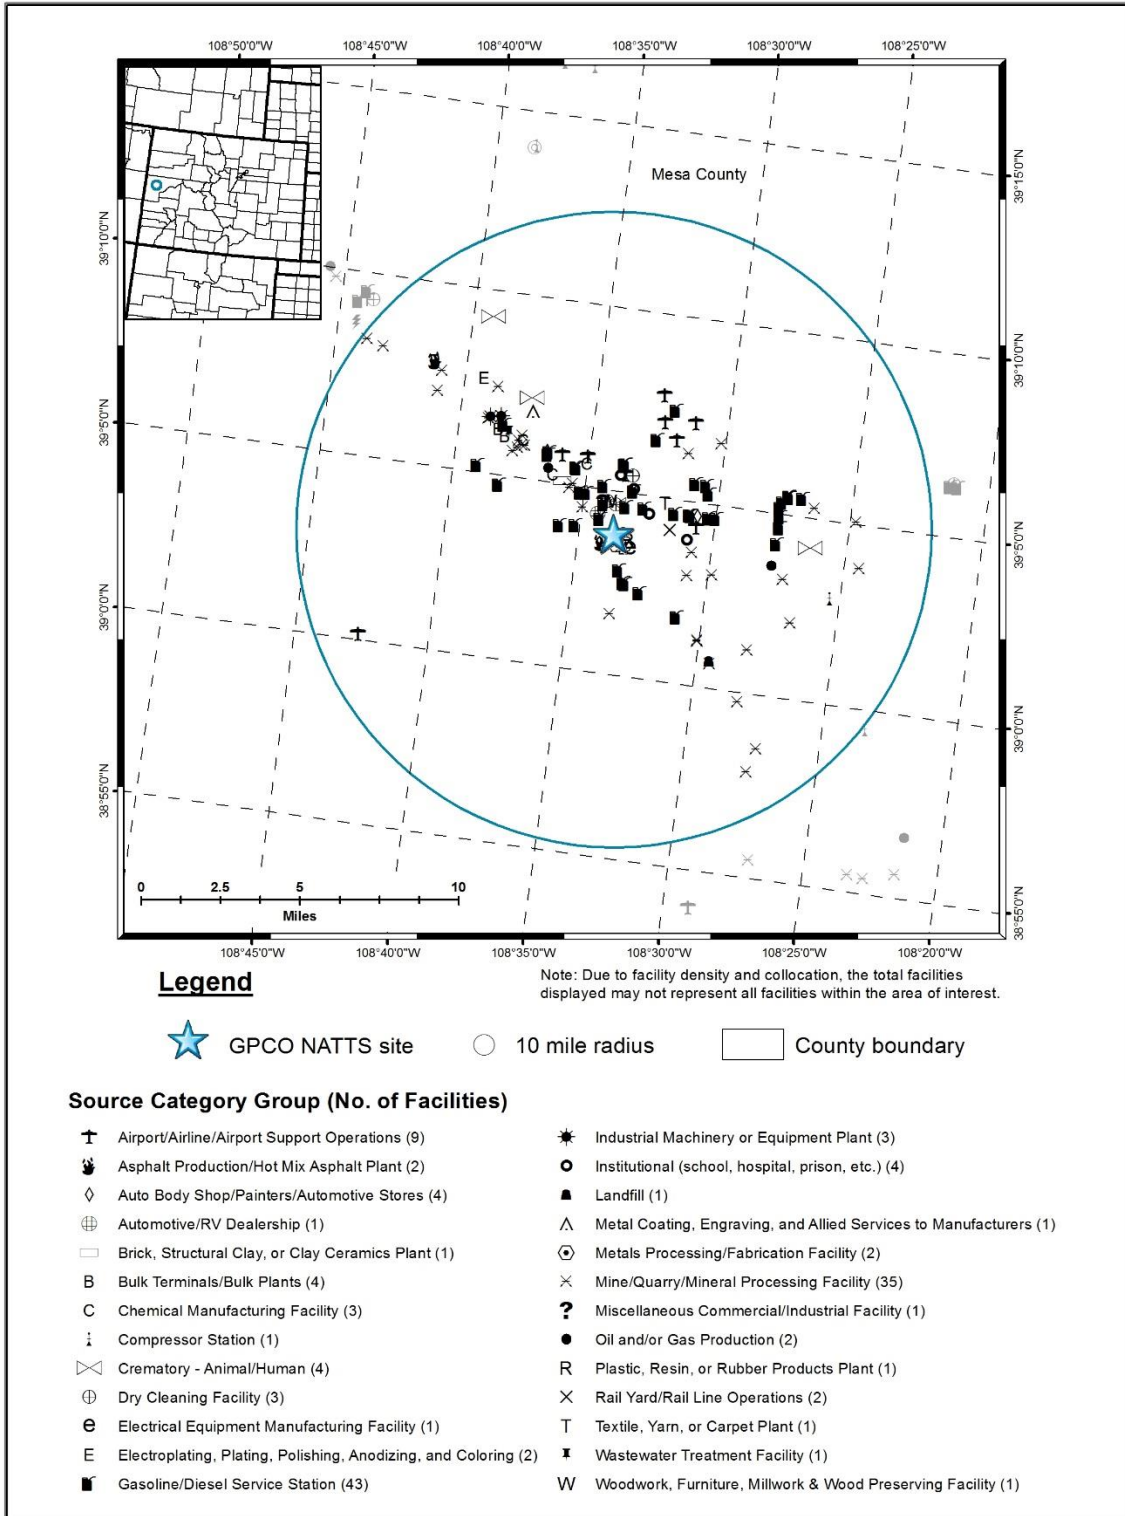 108°50'0"W 108°45'0"W 108°40'0"W 108°35'0"W 108°30'0"W 108°25'0"W
Mesa County
39°15'0"N
39°10'0"N
39°10'0"N
39°5'0"N
39°5'0"N
39°0'0"N
39°0'0"N
38°55'0"N
38°55'0"N
E
C
T
0 2.5 5 10
Miles
108°45'0"W 108°40'0"W 108°35'0"W 108°30'0"W 108°25'0"W 108°20'0"W
Legend
Note: Due to facility density and collocation, the total facilities
displayed may not represent all facilities within the area of interest.
GPCO NATTS site 10 mile radius County boundary
Source Category Group (No. of Facilities)
Airport/Airline/Airport Support Operations (9)
Asphalt Production/Hot Mix Asphalt Plant (2)
Auto Body Shop/Painters/Automotive Stores (4)
Automotive/RV Dealership (1)
Brick, Structural Clay, or Clay Ceramics Plant (1)
B Bulk Terminals/Bulk Plants (4)
C Chemical Manufacturing Facility (3)
Compressor Station (1)
Crematory - Animal/Human (4)
Dry Cleaning Facility (3)
e Electrical Equipment Manufacturing Facility (1)
E Electroplating, Plating, Polishing, Anodizing, and Coloring (2)
Gasoline/Diesel Service Station (43)
Industrial Machinery or Equipment Plant (3)
Institutional (school, hospital, prison, etc.) (4)
Landfill (1)
Metal Coating, Engraving, and Allied Services to Manufacturers (1)
Metals Processing/Fabrication Facility (2)
Mine/Quarry/Mineral Processing Facility (35)
? Miscellaneous Commercial/Industrial Facility (1)
Oil and/or Gas Production (2)
R Plastic, Resin, or Rubber Products Plant (1)
Rail Yard/Rail Line Operations (2)
T Textile, Yarn, or Carpet Plant (1)
Wastewater Treatment Facility (1)
W Woodwork, Furniture, Millwork & Wood Preserving Facility (1)